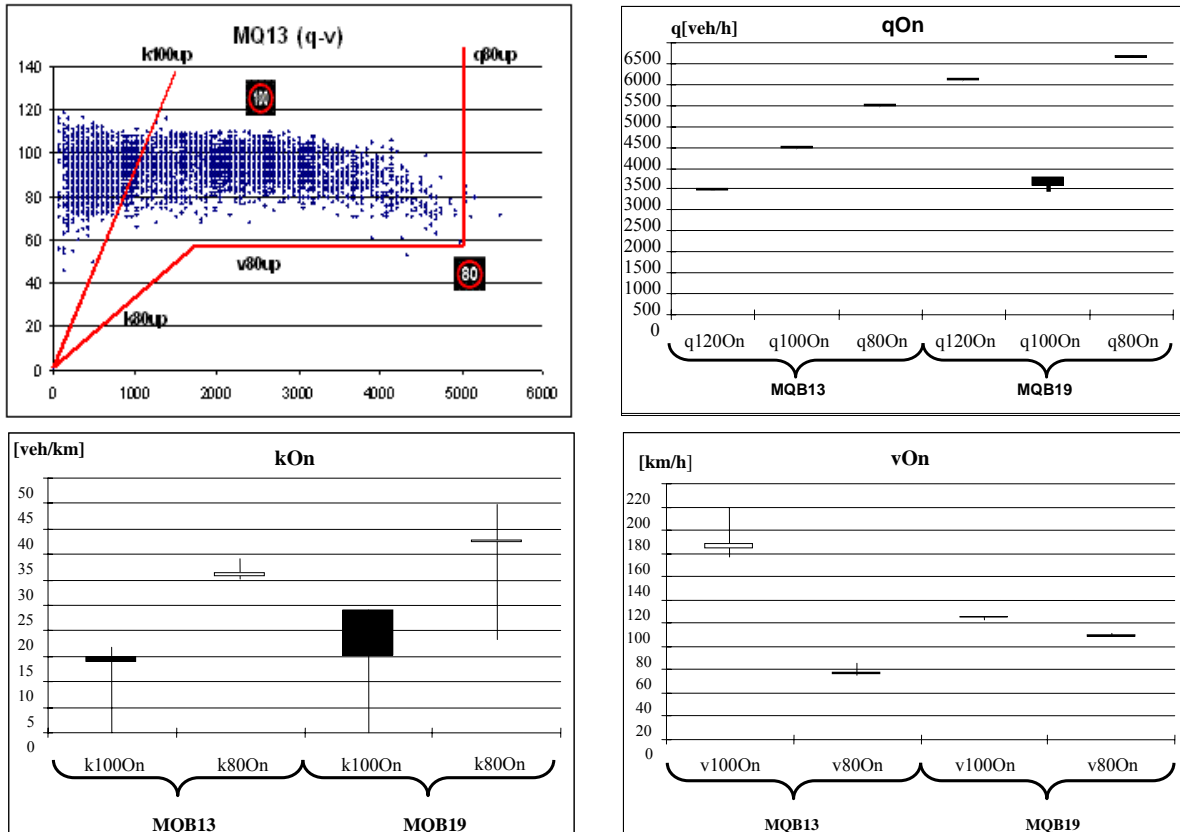 MQ13 (q-v)
k100up
q80up
140
120
100
80
60
40
20
0
100
80
v80up
k80up
0
1000
2000
3000
4000
5000
6000
qOn
q[veh/h]
6500
6000
5500
4500
4000
3500
3500
3000
2500
2000
1500
1000
500
0
q120On
q100On
q80On
q120On
q100On
q80On
MQB13
MQB19
[veh/km]
kOn
50
45
40
35
30
25
20
15
10
5
0
k100On
k80On
k100On
k80On
MQB13
MQB19
[km/h]
vOn
220
200
180
160
140
120
100
80
60
40
20
0
v100On
v80On
v100On
v80On
MQB13
MQB19